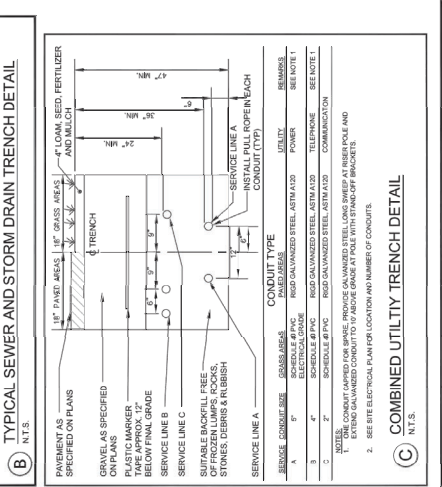 B TYPICAL SEWER AND STORM DRAIN TRENCH DETAIL
N.T.S.
18" PAVED AREAS
18" GRASS AREAS
PAVEMENT AS
SPECIFIED ON PLANS
GRAVEL AS SPECIFIED
ON PLANS
PLASTIC MARKER
TAPE APPROX. 12"
BELOW FINAL GRADE
SERVICE LINE B
SERVICE LINE C
SUITABLE BACKFILL FREE
OF FROZEN LUMPS, ROCKS,
STONES, DEBRIS & RUBBISH
SERVICE LINE A
4" LOAM, SEED, FERTILIZER
AND MULCH
TRENCH
24" MIN.
36" MIN.
47" MIN.
6"
6"
9"
9"
12"
6"
SERVICE LINE A
INSTALL PULL ROPE IN EACH
CONDUIT (TYP)
CONDUIT TYPE
SERVICE CONDUIT SIZE GRASS AREAS PAVED AREAS UTILITY REMARKS
A 5" SCHEDULE 40 PVC RIGID GALVANIZED STEEL, ASTM A120 POWER SEE NOTE 1
ELECTRICAL GRADE
B 4" SCHEDULE 40 PVC RIGID GALVANIZED STEEL, ASTM A120 TELEPHONE SEE NOTE 1
C 2" SCHEDULE 40 PVC RIGID GALVANIZED STEEL, ASTM A120 COMMUNICATON
NOTES:
1. ONE CONDUIT CAPPED FOR SPARE, PROVIDE GALVANIZED STEEL LONG SWEEP AT RISER POLE AND
EXTEND GALVANIZED CONDUIT TO 10' ABOVE GRADE AT POLE WITH STAND-OFF BRACKETS.
2. SEE SITE ELECTRICAL PLAN FOR LOCATION AND NUMBER OF CONDUITS.
C COMBINED UTILTIY TRENCH DETAIL
N.T.S.